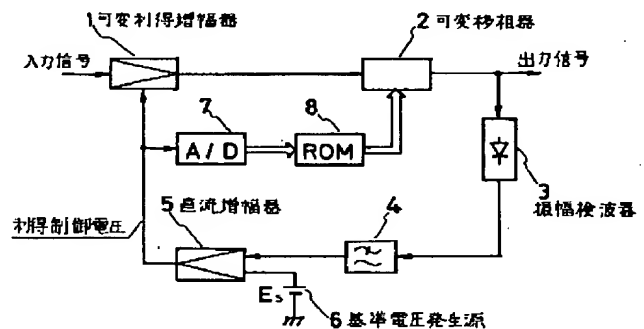 1可変利得増幅器
2 可変移相器
入力信号
出力信号
7
8
A/D
ROM
3
振幅検波器
5直流増幅器
4
利得制御電圧
Es
6基準電圧発生源